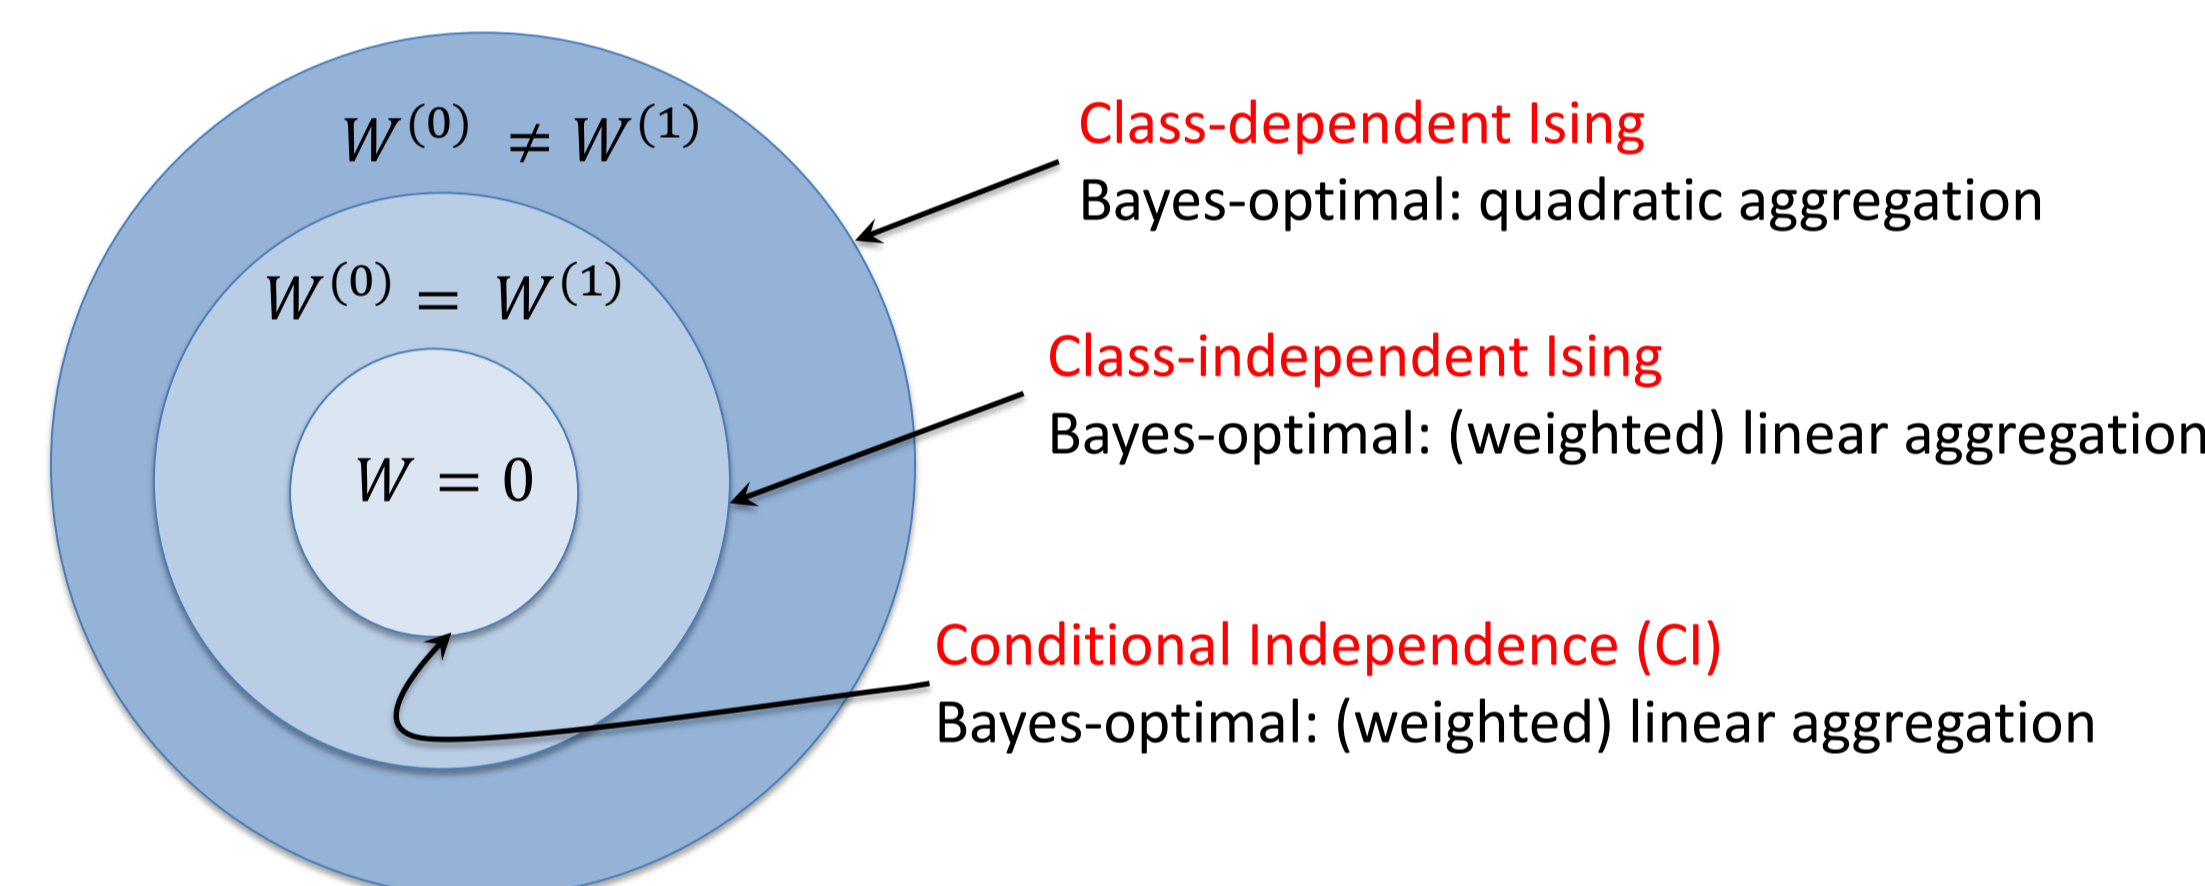 W⁽⁰⁾ ≠ W⁽¹⁾
W⁽⁰⁾ = W⁽¹⁾
W = 0
Class-dependent Ising
Bayes-optimal: quadratic aggregation
Class-independent Ising
Bayes-optimal: (weighted) linear aggregation
Conditional Independence (CI)
Bayes-optimal: (weighted) linear aggregation